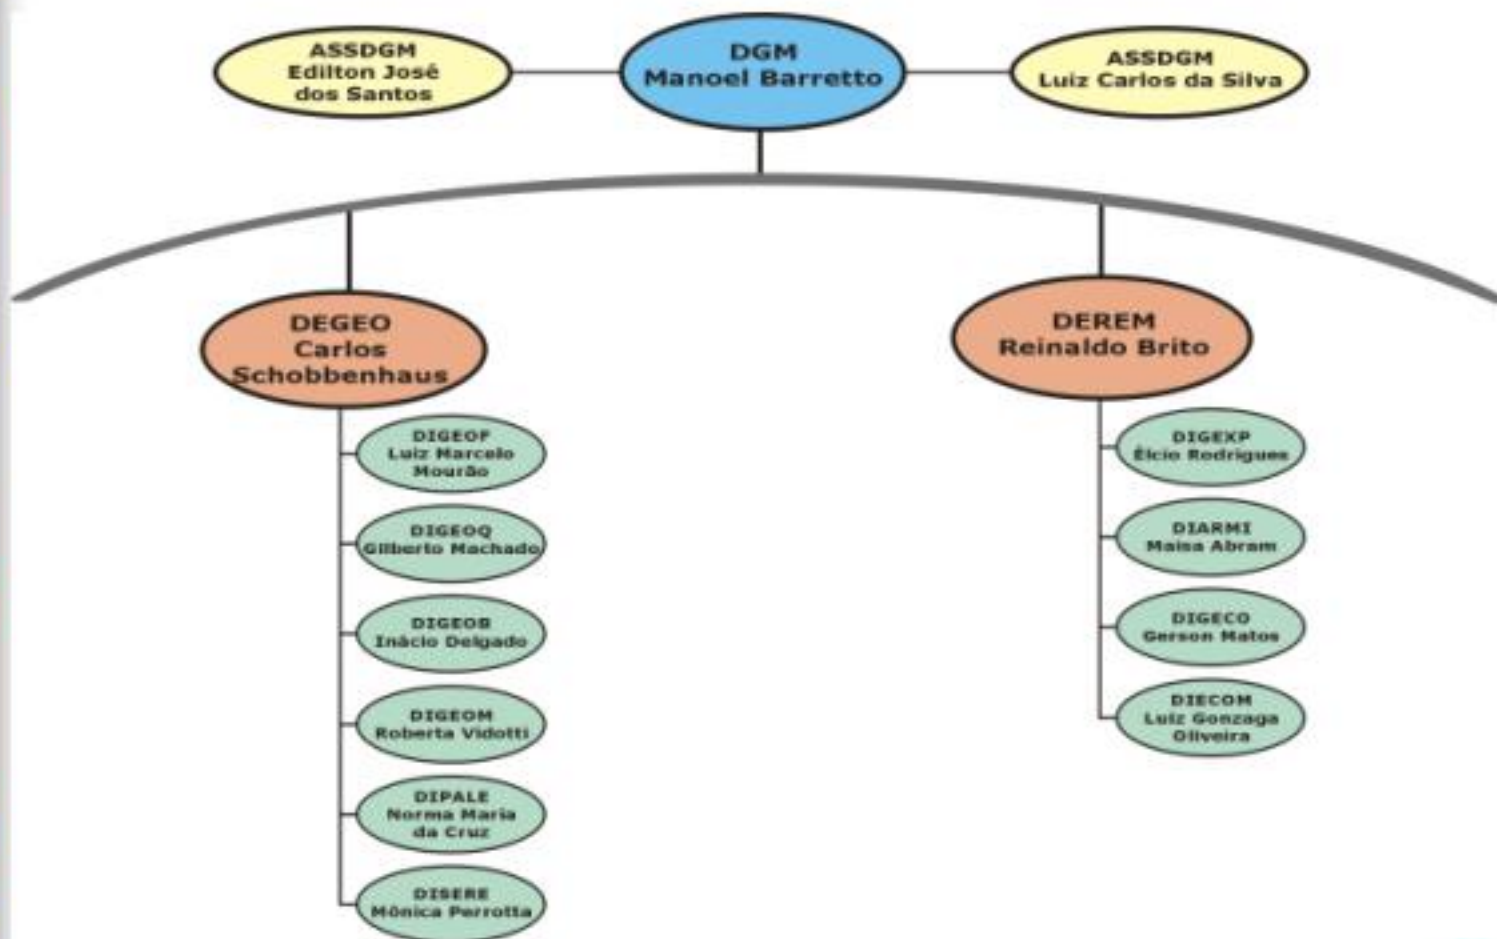 ASSDGM
Edilton José
dos Santos
DGM
Manoel Barretto
ASSDGM
Luiz Carlos da Silva
DEGEO
Carlos
Schobbenhaus
DIGEOF
Luiz Marcelo
Mourão
DIGEOQ
Gilberto Machado
DIGEOB
Inácio Delgado
DIGEOM
Roberta Vidotti
DIPALE
Norma Maria
da Cruz
DISERE
Mônica Perrotta
DEREM
Reinaldo Brito
DIGEXP
Élcio Rodrigues
DIARMI
Maisa Abram
DIGECO
Gerson Matos
DIECOM
Luiz Gonzaga
Oliveira